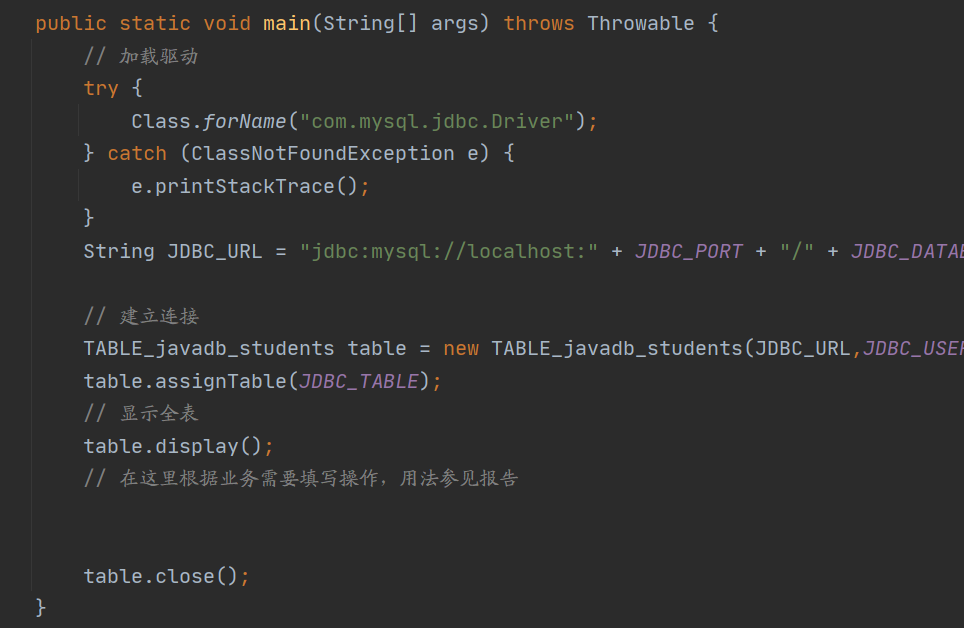 public static void main(String[] args) throws Throwable {
// 加载驱动
try {
Class.forName("com.mysql.jdbc.Driver");
} catch (ClassNotFoundException e) {
e.printStackTrace();
}
String JDBC_URL = "jdbc:mysql://localhost:" + JDBC_PORT + "/" + JDBC_DATAB
// 建立连接
TABLE_javadb_students table = new TABLE_javadb_students(JDBC_URL,JDBC_USER
table.assignTable(JDBC_TABLE);
// 显示全表
table.display();
// 在这里根据业务需要填写操作，用法参见报告
table.close();
}